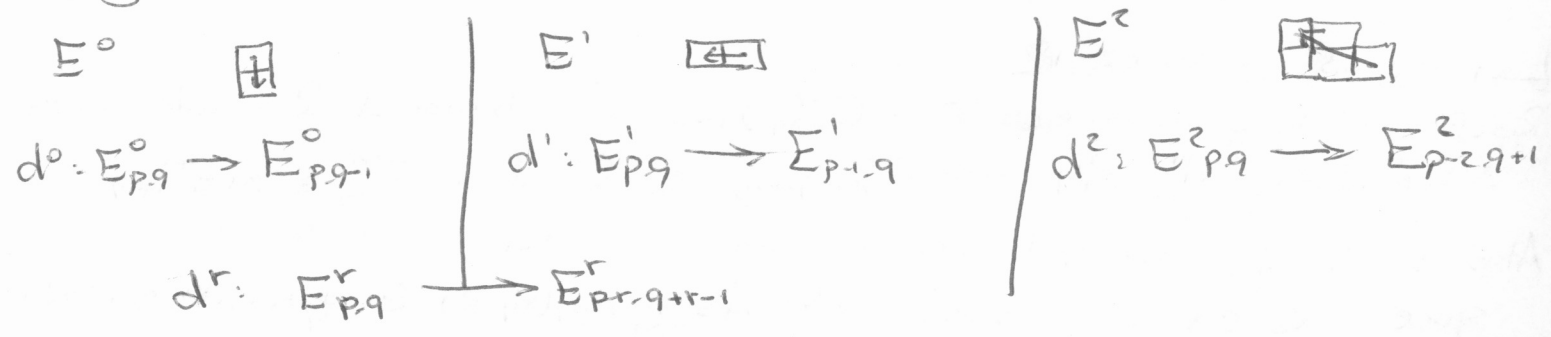 E⁰ E¹ E²
d⁰: E⁰p,q → E⁰p,q-1 d¹: E¹p,q → E¹p-1,q d²: E²p,q → E²p-2,q+1
dʳ: Eʳp,q → Eʳp-r,q+r-1